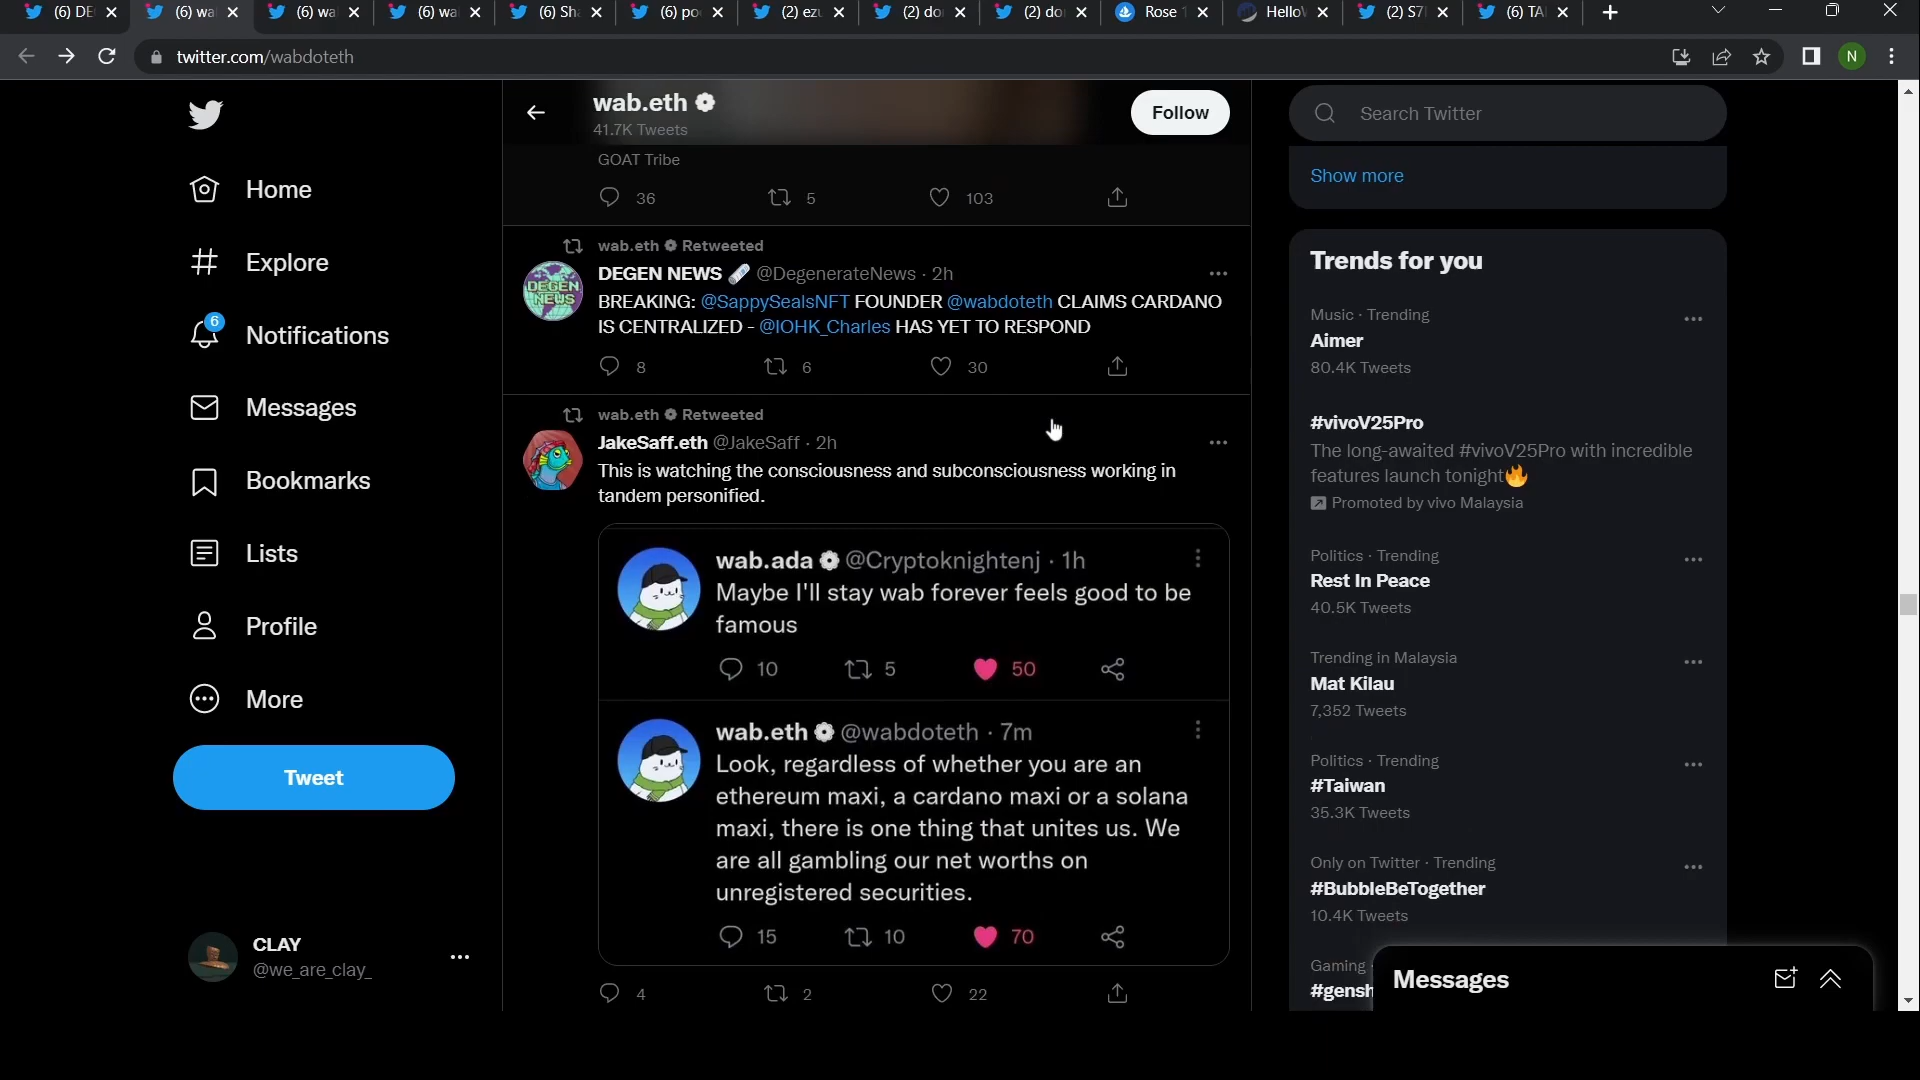 (6) DE
(6) wa
(6) wa
(6) wa
(6) Sh
(6) po
(2) ezu
(2) do
(2) do
Rose
Hello
(2) S7
(6) TA
twitter.com/wabdoteth
N
Home
Explore
6
Notifications
Messages
Bookmarks
Lists
Profile
More
Tweet
CLAY
@we_are_clay_
wab.eth
41.7K Tweets
Follow
GOAT Tribe
36 5 103
wab.eth Retweeted
DEGEN NEWS @DegenerateNews · 2h
DEGEN
NEWS
BREAKING: @SappySealsNFT FOUNDER @wabdoteth CLAIMS CARDANO
IS CENTRALIZED - @IOHK_Charles HAS YET TO RESPOND
8 6 30
wab.eth Retweeted
JakeSaff.eth @JakeSaff · 2h
This is watching the consciousness and subconsciousness working in
tandem personified.
wab.ada @Cryptoknightenj · 1h
Maybe I'll stay wab forever feels good to be
famous
10 5 50
wab.eth @wabdoteth · 7m
Look, regardless of whether you are an
ethereum maxi, a cardano maxi or a solana
maxi, there is one thing that unites us. We
are all gambling our net worths on
unregistered securities.
15 10 70
4 2 22
Search Twitter
Show more
Trends for you
Music · Trending
Aimer
80.4K Tweets
#vivoV25Pro
The long-awaited #vivoV25Pro with incredible
features launch tonight🔥
Promoted by vivo Malaysia
Politics · Trending
Rest In Peace
40.5K Tweets
Trending in Malaysia
Mat Kilau
7,352 Tweets
Politics · Trending
#Taiwan
35.3K Tweets
Only on Twitter · Trending
#BubbleBeTogether
10.4K Tweets
Gaming
#gensh
Messages